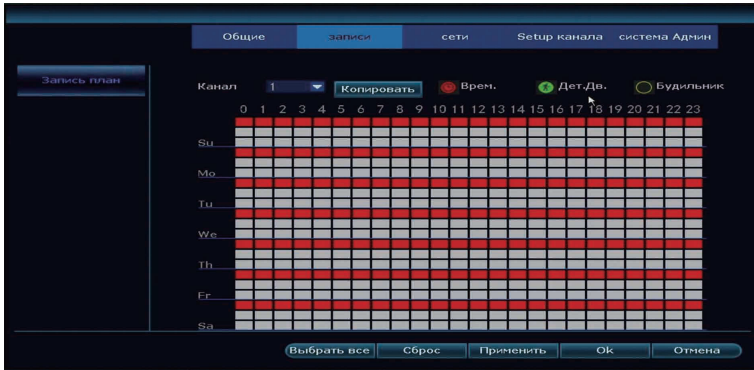 Общие записи сети Setup канала система Админ
Запись план
Канал 1 Копировать Врем. Дет.Дв. Будильник
0 1 2 3 4 5 6 7 8 9 10 11 12 13 14 15 16 17 18 19 20 21 22 23
Su
Mo
Tu
We
Th
Fr
Sa
Выбрать все Сброс Применить Ok Отмена